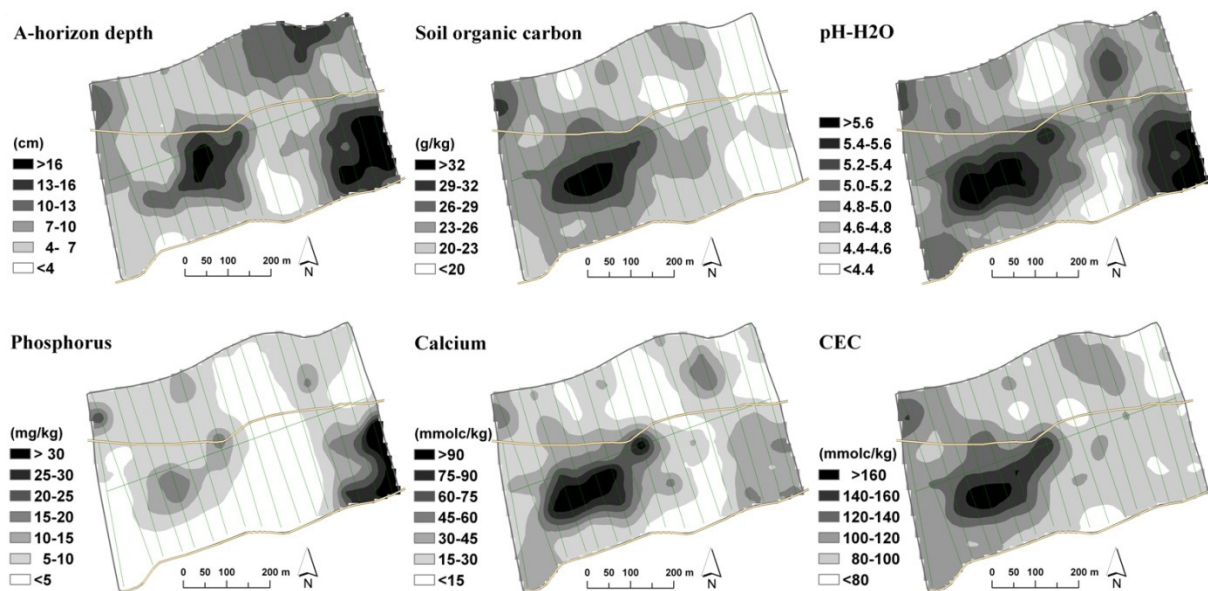 A-horizon depth
(cm)
>16
13-16
10-13
7-10
4- 7
<4
0 50 100 200 m
N
Soil organic carbon
(g/kg)
>32
29-32
26-29
23-26
20-23
<20
0 50 100 200 m
N
pH-H2O
>5.6
5.4-5.6
5.2-5.4
5.0-5.2
4.8-5.0
4.6-4.8
4.4-4.6
<4.4
0 50 100 200 m
N
Phosphorus
(mg/kg)
> 30
25-30
20-25
15-20
10-15
5-10
<5
0 50 100 200 m
N
Calcium
(mmolc/kg)
>90
75-90
60-75
45-60
30-45
15-30
<15
0 50 100 200 m
N
CEC
(mmolc/kg)
>160
140-160
120-140
100-120
80-100
<80
0 50 100 200 m
N